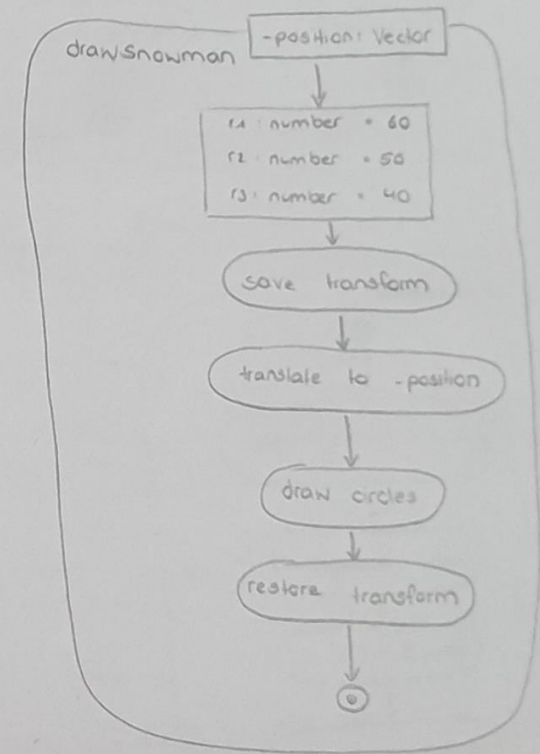 drawsnowman
-position: Vector
r1: number = 60
r2: number = 50
r3: number = 40
save transform
translate to -position
draw circles
restore transform